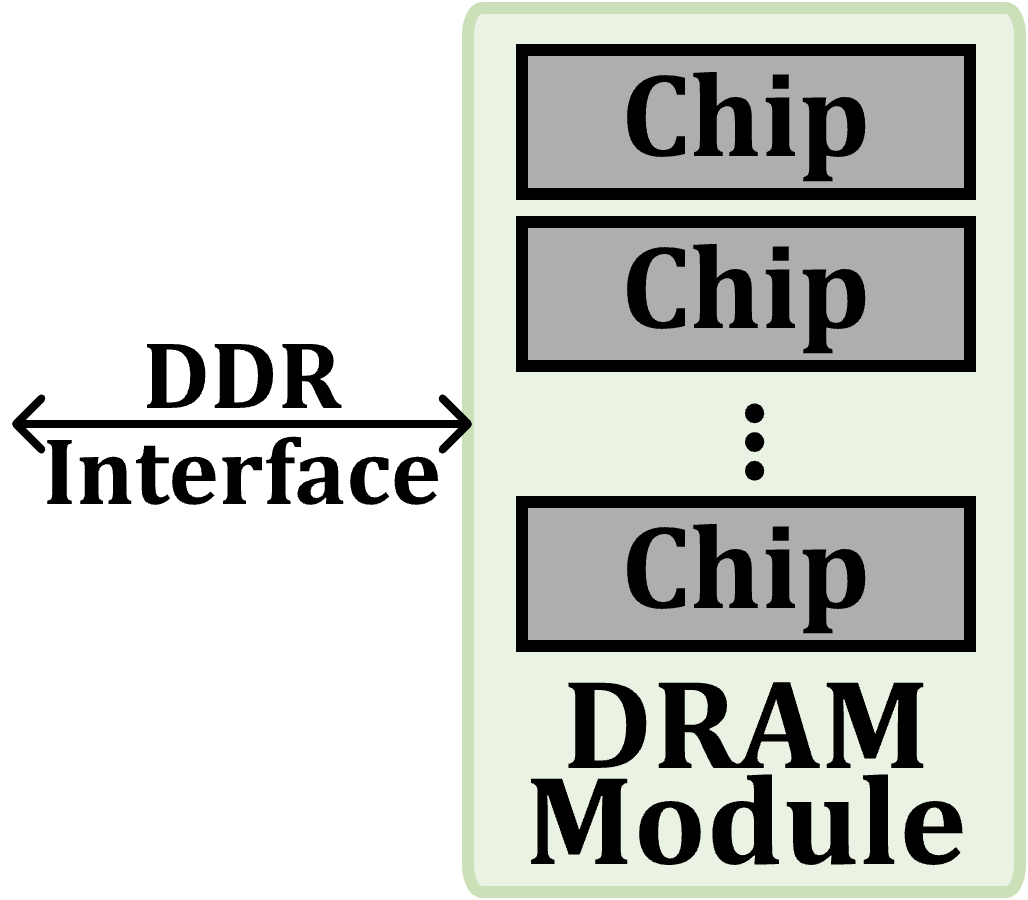 Chip
Chip
DDR
Interface
Chip
DRAM
Module